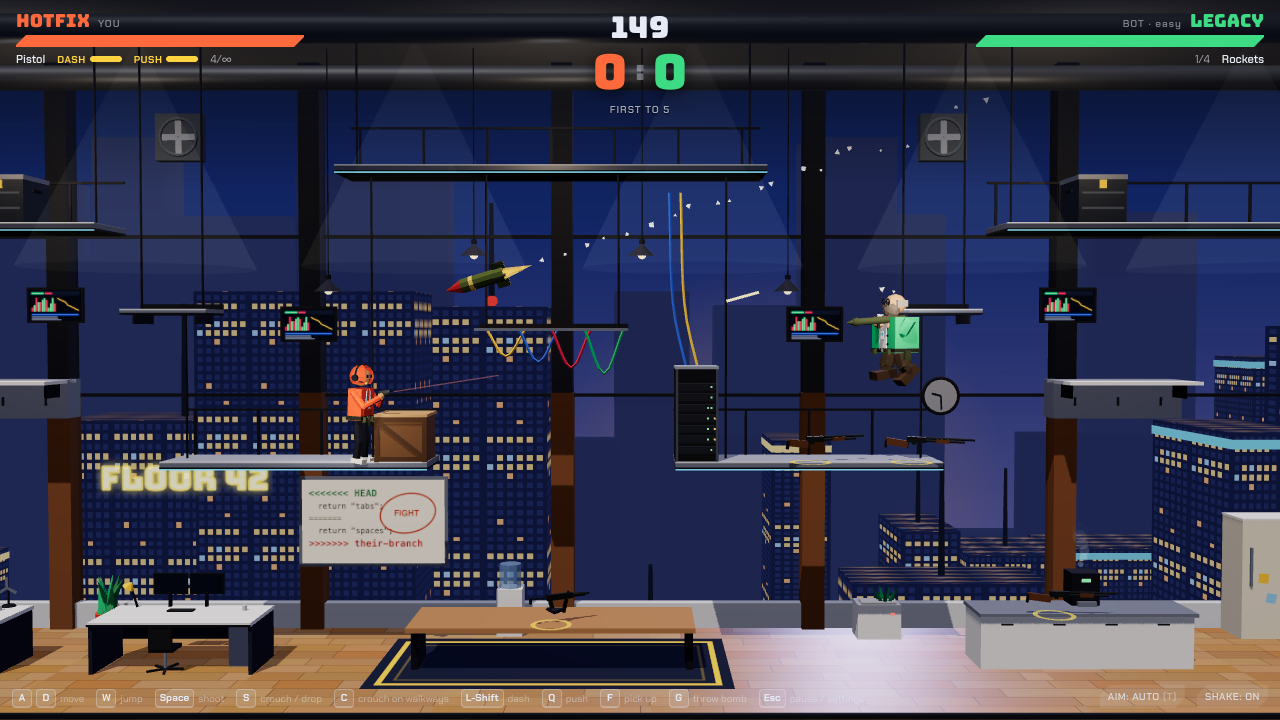 HOTFIX YOU
149
BOT · easy LEGACY
Pistol DASH PUSH 4/∞
0 : 0
1/4 Rockets
FIRST TO 5
FLOOR 42
<<<<<<< HEAD
return "tabs";
=======
return "spaces"
>>>>>>> their-branch
FIGHT
A D move W jump Space shoot S crouch / drop C crouch on walkways L-Shift dash Q push F pick up G throw bomb Esc
AIM: AUTO [T] SHAKE: ON